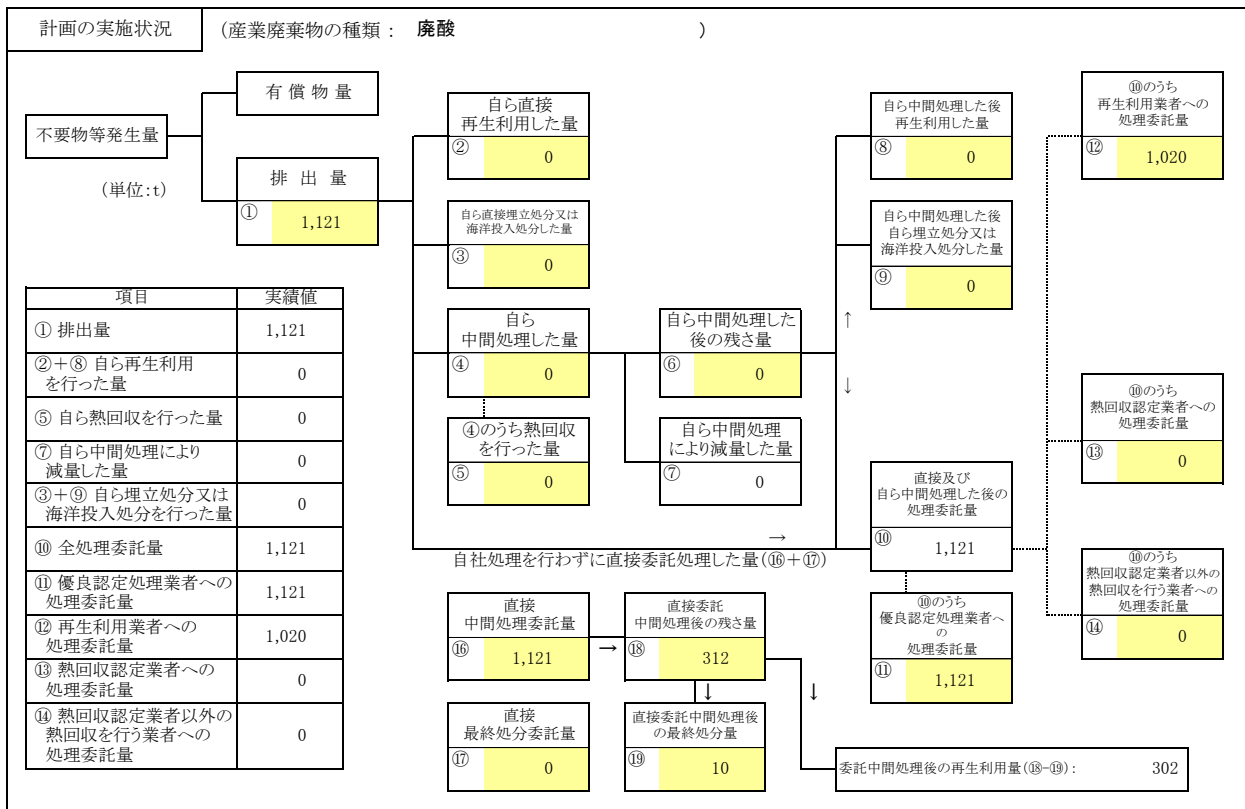 計画の実施状況
(産業廃棄物の種類： 廃酸 )
有 償 物 量
不要物等発生量
(単位:t)
排 出 量
① 1,121
自ら直接
再生利用した量
② 0
自ら直接埋立処分又は
海洋投入処分した量
③ 0
自ら
中間処理した量
④ 0
④のうち熱回収
を行った量
⑤ 0
自ら中間処理した
後の残さ量
⑥ 0
自ら中間処理
により減量した量
⑦ 0
自ら中間処理した後
再生利用した量
⑧ 0
自ら中間処理した後
自ら埋立処分又は
海洋投入処分した量
⑨ 0
↑
↓
直接及び
自ら中間処理した後の
処理委託量
⑩ 1,121
⑩のうち
優良認定処理業者へ
の
処理委託量
⑪ 1,121
⑩のうち
再生利用業者への
処理委託量
⑫ 1,020
⑩のうち
熱回収認定業者への
処理委託量
⑬ 0
⑩のうち
熱回収認定業者以外の
熱回収を行う業者への
処理委託量
⑭ 0
→
自社処理を行わずに直接委託処理した量(⑯＋⑰)
直接
中間処理委託量
⑯ 1,121
→
直接委託
中間処理後の残さ量
⑱ 312
↓
↓
直接
最終処分委託量
⑰ 0
直接委託中間処理後
の最終処分量
⑲ 10
委託中間処理後の再生利用量(⑱-⑲)： 302
項目 実績値
① 排出量 1,121
②＋⑧ 自ら再生利用
を行った量 0
⑤ 自ら熱回収を行った量 0
⑦ 自ら中間処理により
減量した量 0
③＋⑨ 自ら埋立処分又は
海洋投入処分を行った量 0
⑩ 全処理委託量 1,121
⑪ 優良認定処理業者への
処理委託量 1,121
⑫ 再生利用業者への
処理委託量 1,020
⑬ 熱回収認定業者への
処理委託量 0
⑭ 熱回収認定業者以外の
熱回収を行う業者への
処理委託量 0